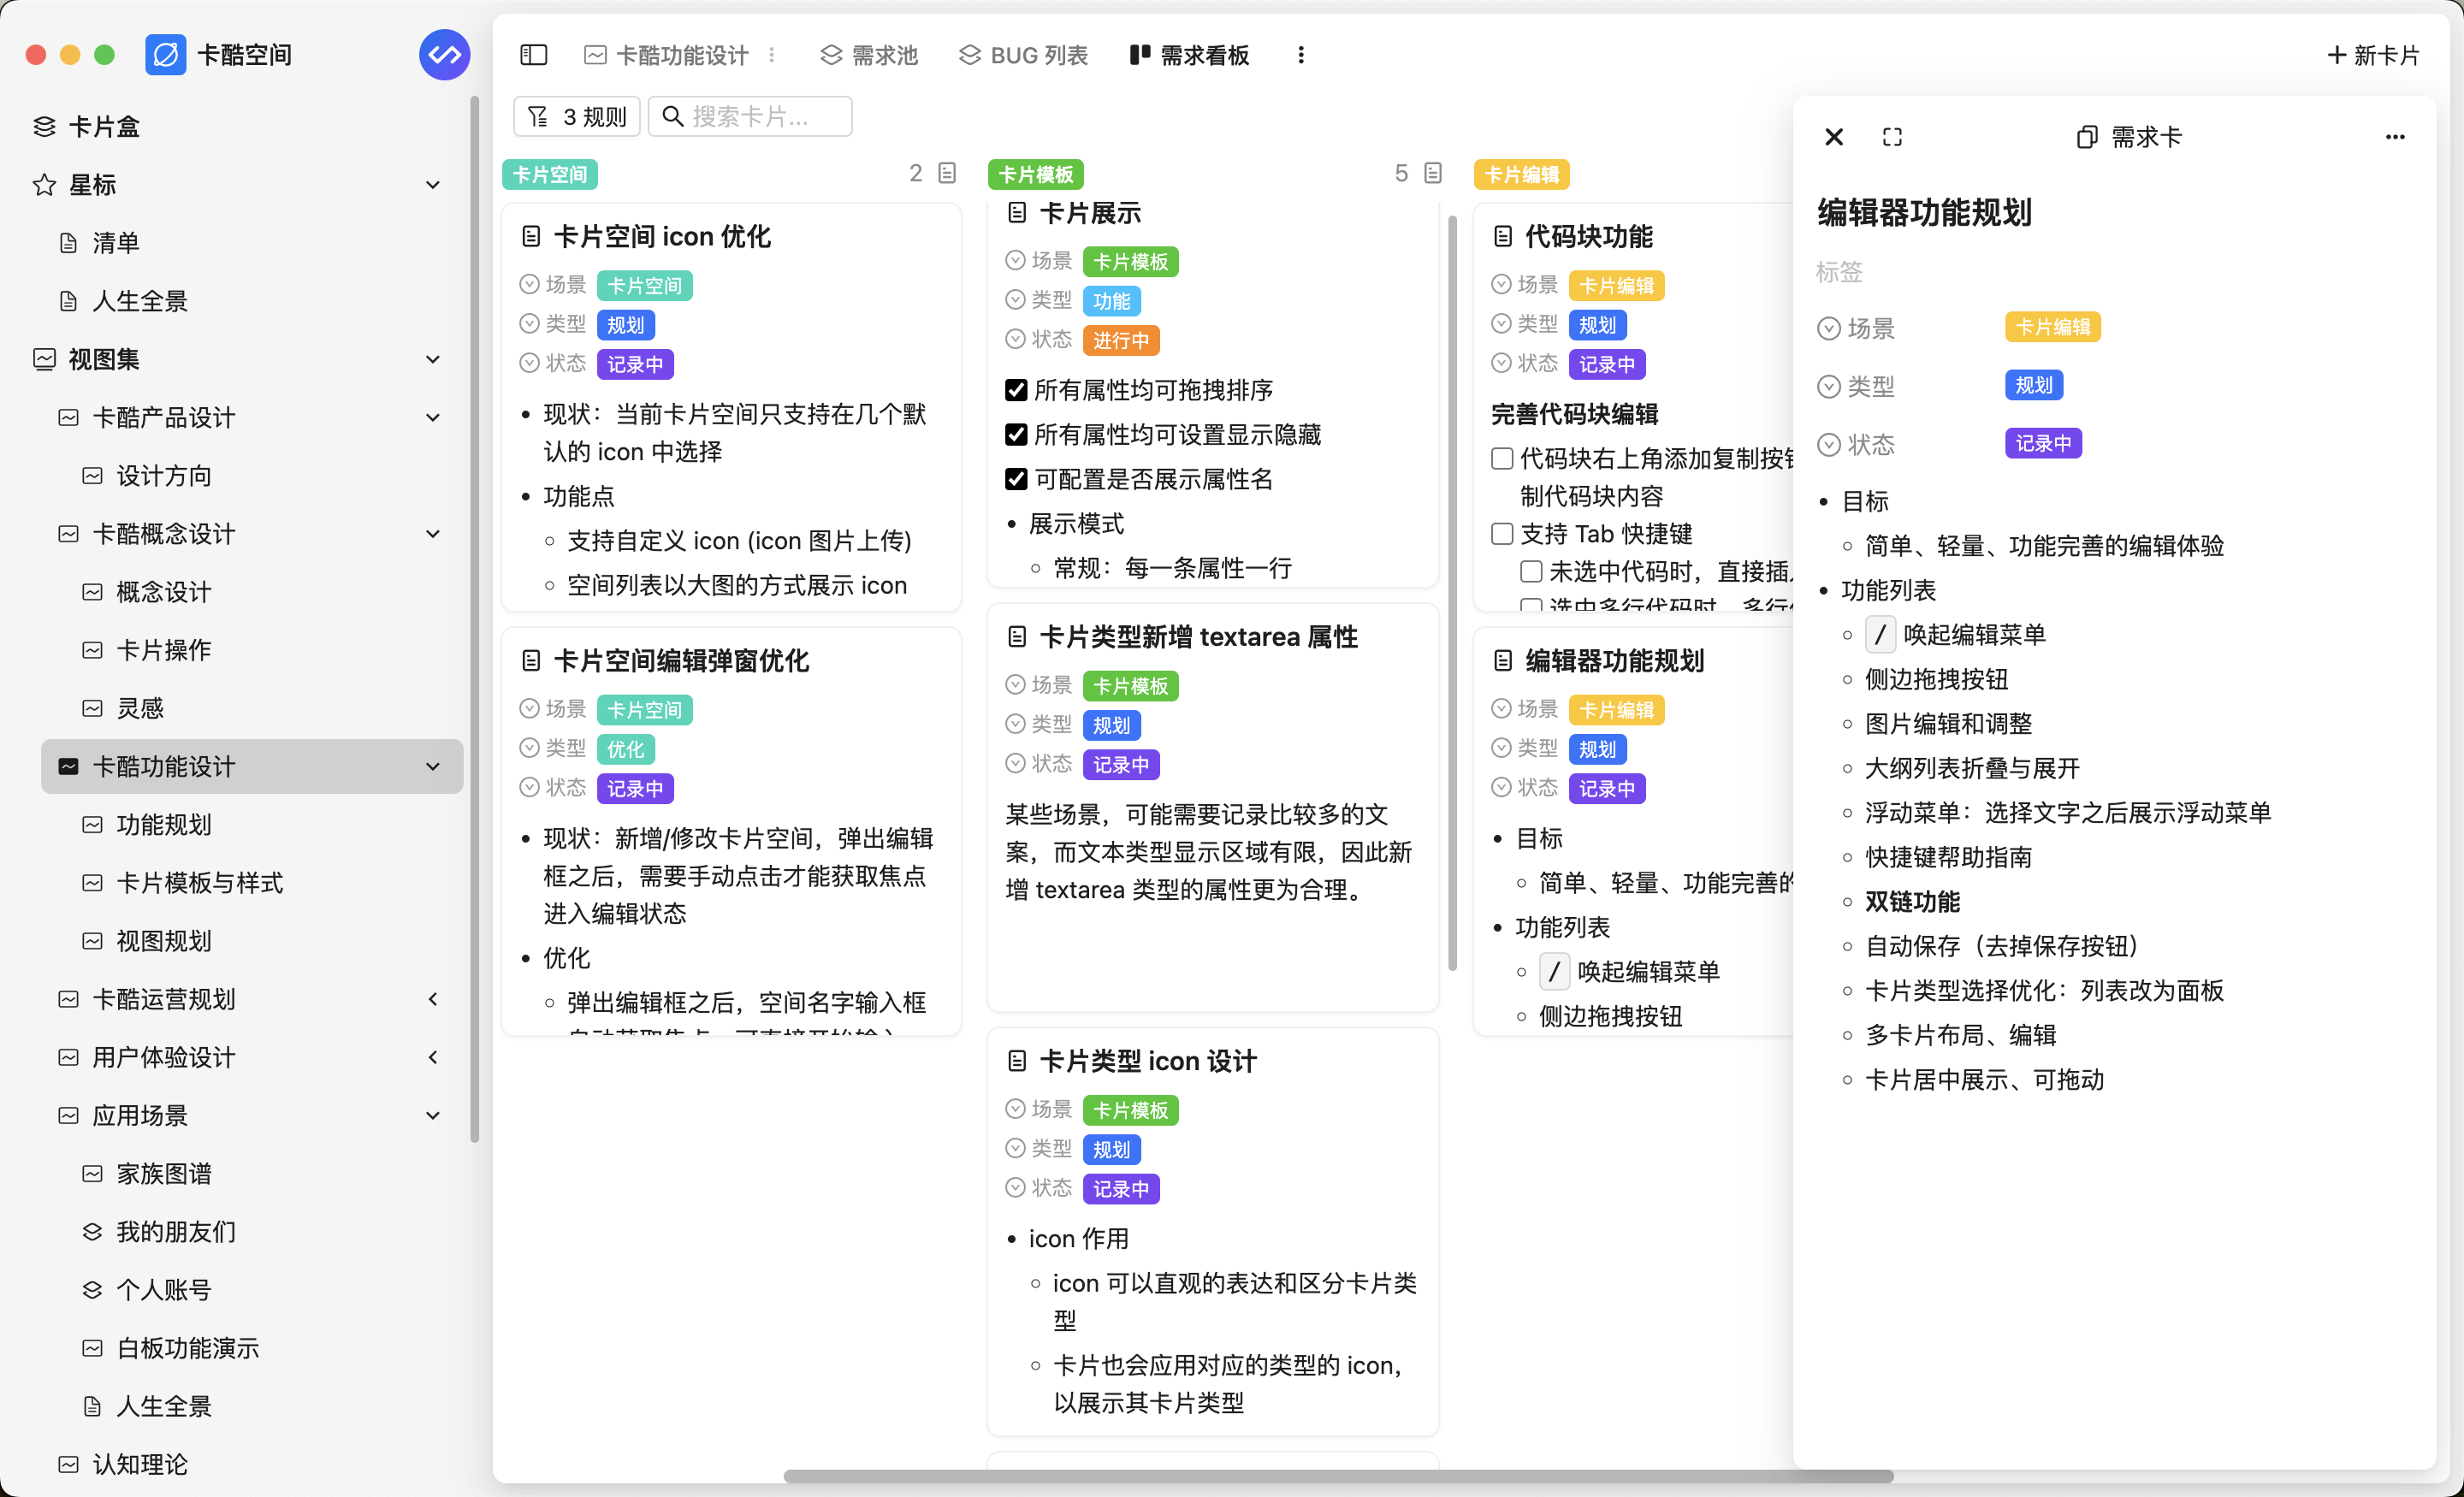 卡酷空间
卡片盒
星标
清单
人生全景
视图集
卡酷产品设计
设计方向
卡酷概念设计
概念设计
卡片操作
灵感
卡酷功能设计
功能规划
卡片模板与样式
视图规划
卡酷运营规划
用户体验设计
应用场景
家族图谱
我的朋友们
个人账号
白板功能演示
人生全景
认知理论
卡酷功能设计
需求池
BUG 列表
需求看板
新卡片
3 规则
搜索卡片...
卡片空间
2
卡片空间 icon 优化
场景 卡片空间
类型 规划
状态 记录中
• 现状：当前卡片空间只支持在几个默
认的 icon 中选择
• 功能点
◦ 支持自定义 icon (icon 图片上传)
◦ 空间列表以大图的方式展示 icon
卡片空间编辑弹窗优化
场景 卡片空间
类型 优化
状态 记录中
• 现状：新增/修改卡片空间，弹出编辑
框之后，需要手动点击才能获取焦点
进入编辑状态
• 优化
◦ 弹出编辑框之后，空间名字输入框
卡片模板
5
卡片展示
场景 卡片模板
类型 功能
状态 进行中
所有属性均可拖拽排序
所有属性均可设置显示隐藏
可配置是否展示属性名
• 展示模式
◦ 常规：每一条属性一行
卡片类型新增 textarea 属性
场景 卡片模板
类型 规划
状态 记录中
某些场景，可能需要记录比较多的文
案，而文本类型显示区域有限，因此新
增 textarea 类型的属性更为合理。
卡片类型 icon 设计
场景 卡片模板
类型 规划
状态 记录中
• icon 作用
◦ icon 可以直观的表达和区分卡片类
型
◦ 卡片也会应用对应的类型的 icon，
以展示其卡片类型
卡片编辑
代码块功能
场景 卡片编辑
类型 规划
状态 记录中
完善代码块编辑
代码块右上角添加复制按
制代码块内容
支持 Tab 快捷键
未选中代码时，直接插
选中多行代码时，多行
编辑器功能规划
场景 卡片编辑
类型 规划
状态 记录中
• 目标
◦ 简单、轻量、功能完善的
• 功能列表
◦ / 唤起编辑菜单
◦ 侧边拖拽按钮
需求卡
编辑器功能规划
标签
场景 卡片编辑
类型 规划
状态 记录中
• 目标
◦ 简单、轻量、功能完善的编辑体验
• 功能列表
◦ / 唤起编辑菜单
◦ 侧边拖拽按钮
◦ 图片编辑和调整
◦ 大纲列表折叠与展开
◦ 浮动菜单：选择文字之后展示浮动菜单
◦ 快捷键帮助指南
◦ 双链功能
◦ 自动保存（去掉保存按钮）
◦ 卡片类型选择优化：列表改为面板
◦ 多卡片布局、编辑
◦ 卡片居中展示、可拖动